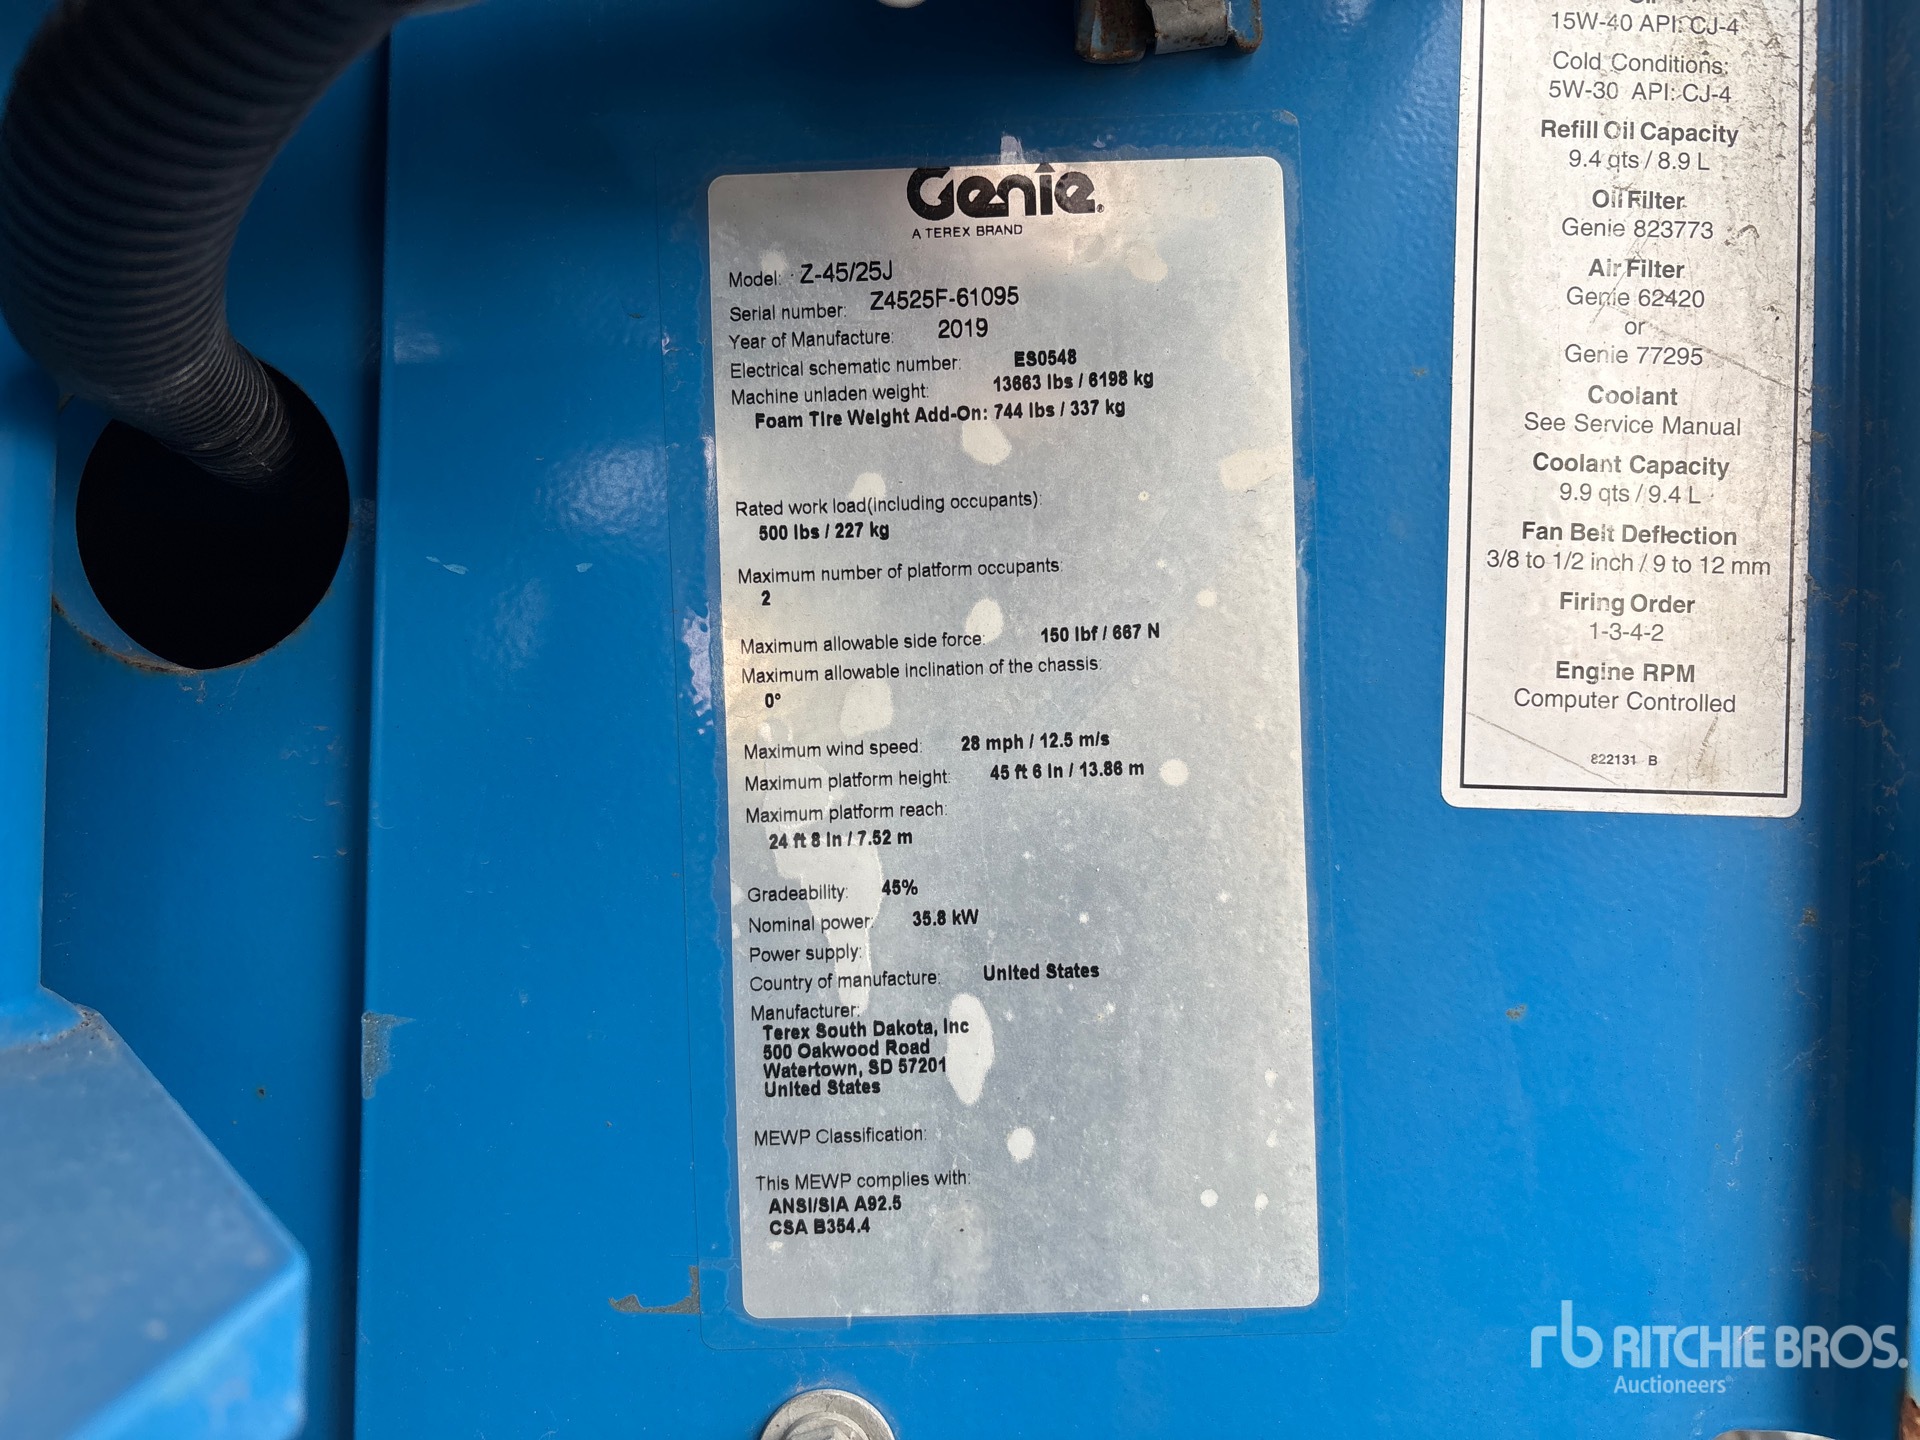 Genie®
A TEREX BRAND
Model: Z-45/25J
Serial number: Z4525F-61095
Year of Manufacture: 2019
Electrical schematic number: ES0548
Machine unladen weight: 13663 lbs / 6198 kg
Foam Tire Weight Add-On: 744 lbs / 337 kg
Rated work load(including occupants):
500 lbs / 227 kg
Maximum number of platform occupants:
2
Maximum allowable side force: 150 lbf / 667 N
Maximum allowable inclination of the chassis:
0°
Maximum wind speed: 28 mph / 12.5 m/s
Maximum platform height: 45 ft 6 in / 13.86 m
Maximum platform reach:
24 ft 8 in / 7.52 m
Gradeability: 45%
Nominal power: 35.8 kW
Power supply:
Country of manufacture: United States
Manufacturer:
Terex South Dakota, Inc
500 Oakwood Road
Watertown, SD 57201
United States
MEWP Classification:
This MEWP complies with:
ANSI/SIA A92.5
CSA B354.4
15W-40 API: CJ-4
Cold Conditions:
5W-30 API: CJ-4
Refill Oil Capacity
9.4 qts / 8.9 L
Oil Filter
Genie 823773
Air Filter
Genie 62420
or
Genie 77295
Coolant
See Service Manual
Coolant Capacity
9.9 qts / 9.4 L
Fan Belt Deflection
3/8 to 1/2 inch / 9 to 12 mm
Firing Order
1-3-4-2
Engine RPM
Computer Controlled
822131 B
rb RITCHIE BROS.
Auctioneers